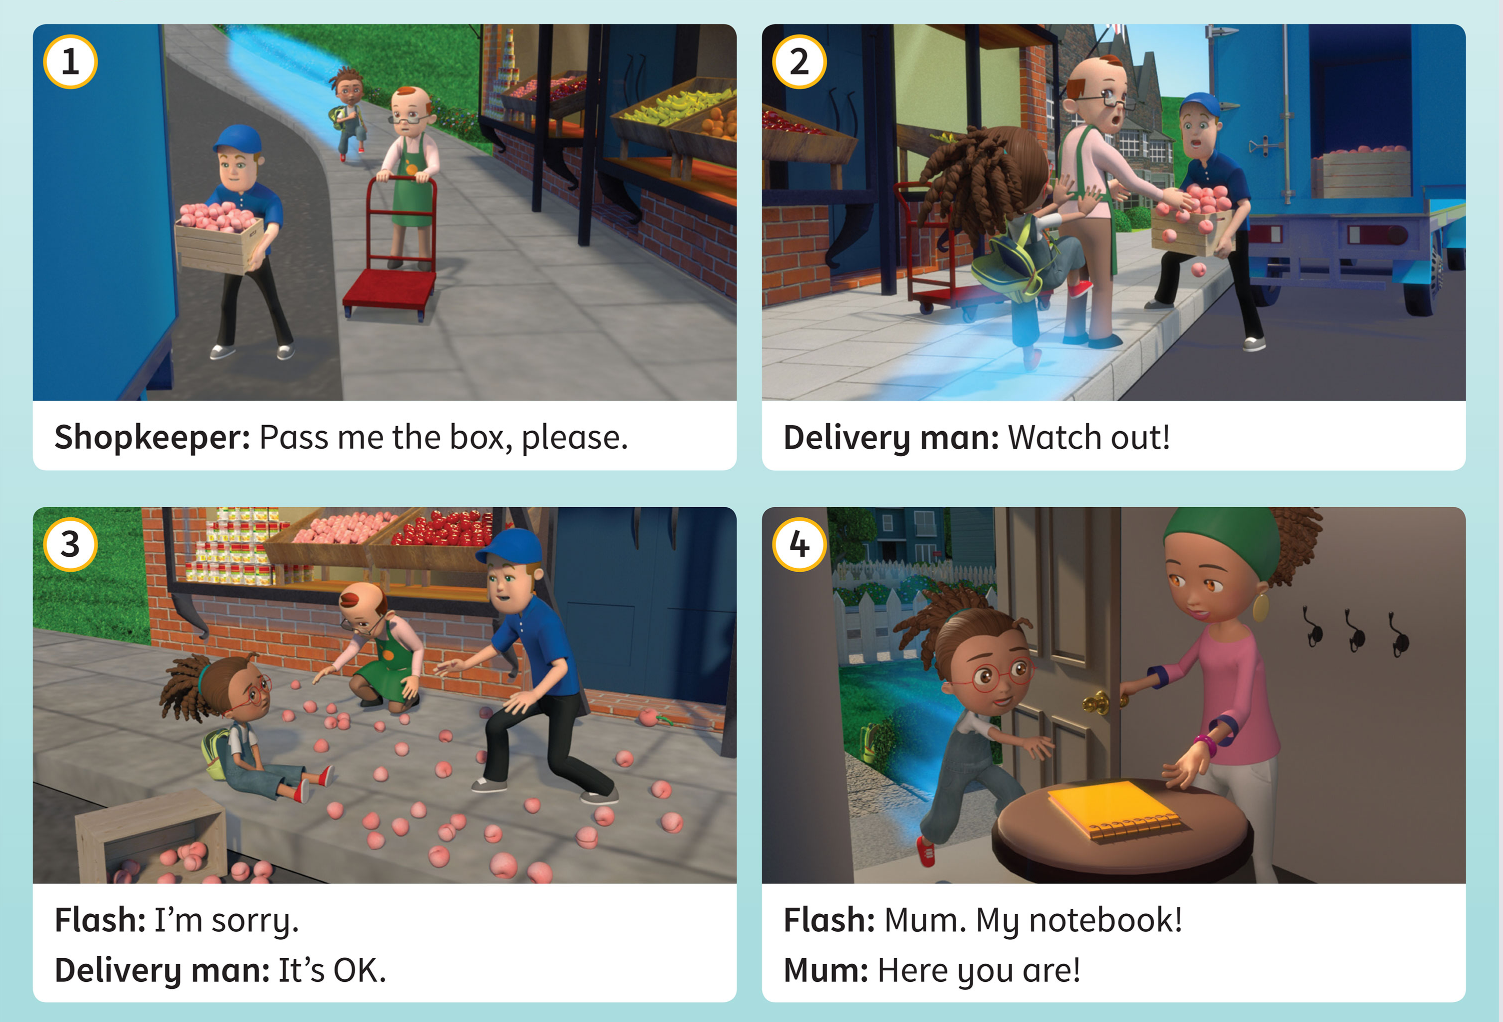 1
Shopkeeper: Pass me the box, please.
2
Delivery man: Watch out!
3
Flash: I'm sorry.
Delivery man: It's OK.
4
Flash: Mum. My notebook!
Mum: Here you are!